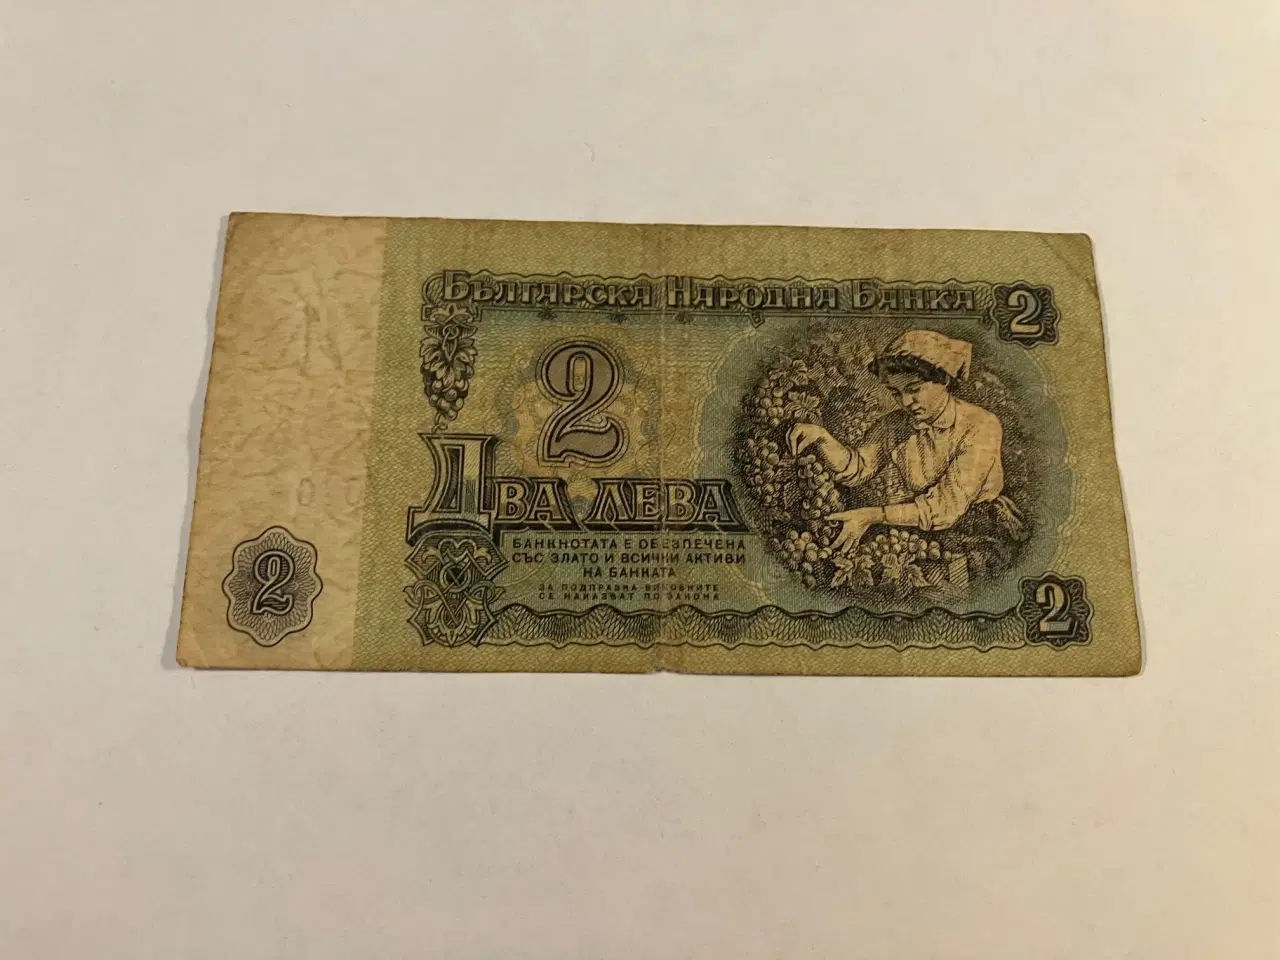 Българска Народна Банка 2
2
Два лева
Банкнотата е обезпечена
със злато и всички активи
на банката
За подправка виновните
се наказват по закона
2
2